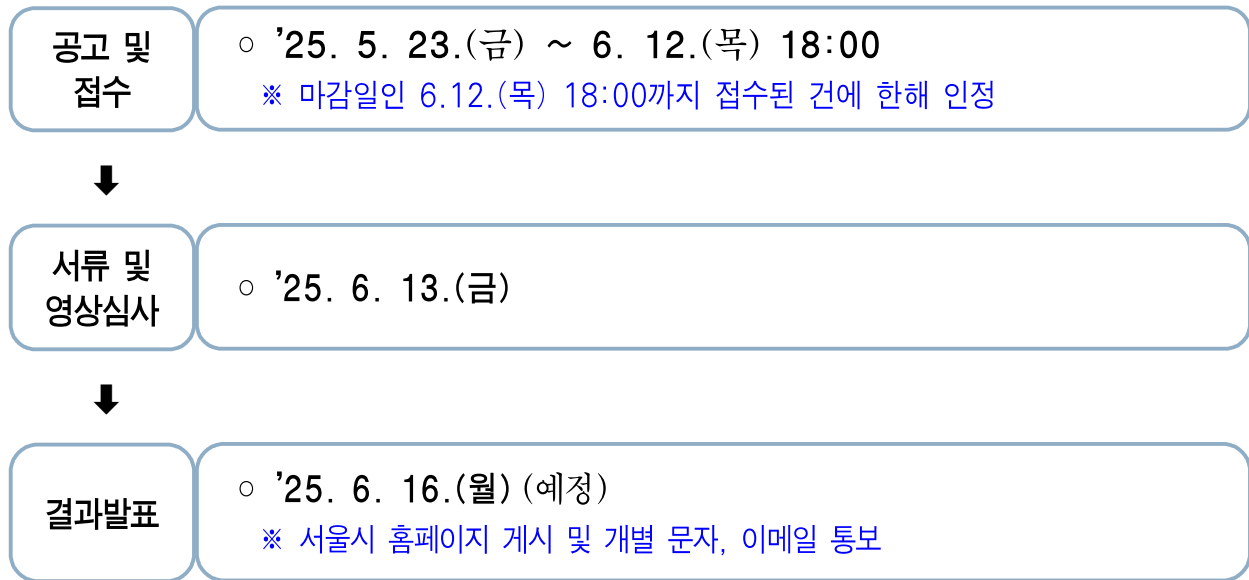 공고 및
접수
○ ’25. 5. 23.(금) ~ 6. 12.(목) 18:00
※ 마감일인 6.12.(목) 18:00까지 접수된 건에 한해 인정
서류 및
영상심사
○ ’25. 6. 13.(금)
결과발표
○ ’25. 6. 16.(월) (예정)
※ 서울시 홈페이지 게시 및 개별 문자, 이메일 통보